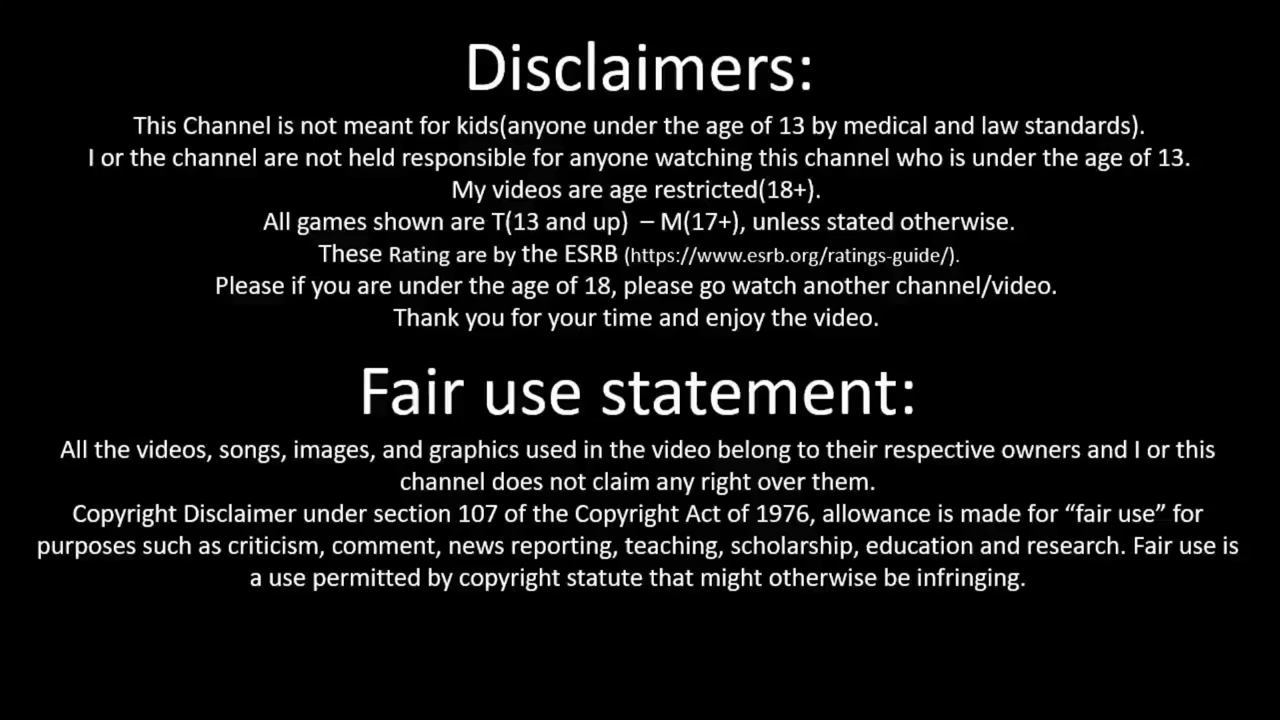 Disclaimers:
This Channel is not meant for kids(anyone under the age of 13 by medical and law standards).
I or the channel are not held responsible for anyone watching this channel who is under the age of 13.
My videos are age restricted(18+).
All games shown are T(13 and up)  – M(17+), unless stated otherwise.
These Rating are by the ESRB (https://www.esrb.org/ratings-guide/).
Please if you are under the age of 18, please go watch another channel/video.
Thank you for your time and enjoy the video.
Fair use statement:
All the videos, songs, images, and graphics used in the video belong to their respective owners and I or this
channel does not claim any right over them.
Copyright Disclaimer under section 107 of the Copyright Act of 1976, allowance is made for “fair use” for
purposes such as criticism, comment, news reporting, teaching, scholarship, education and research. Fair use is
a use permitted by copyright statute that might otherwise be infringing.